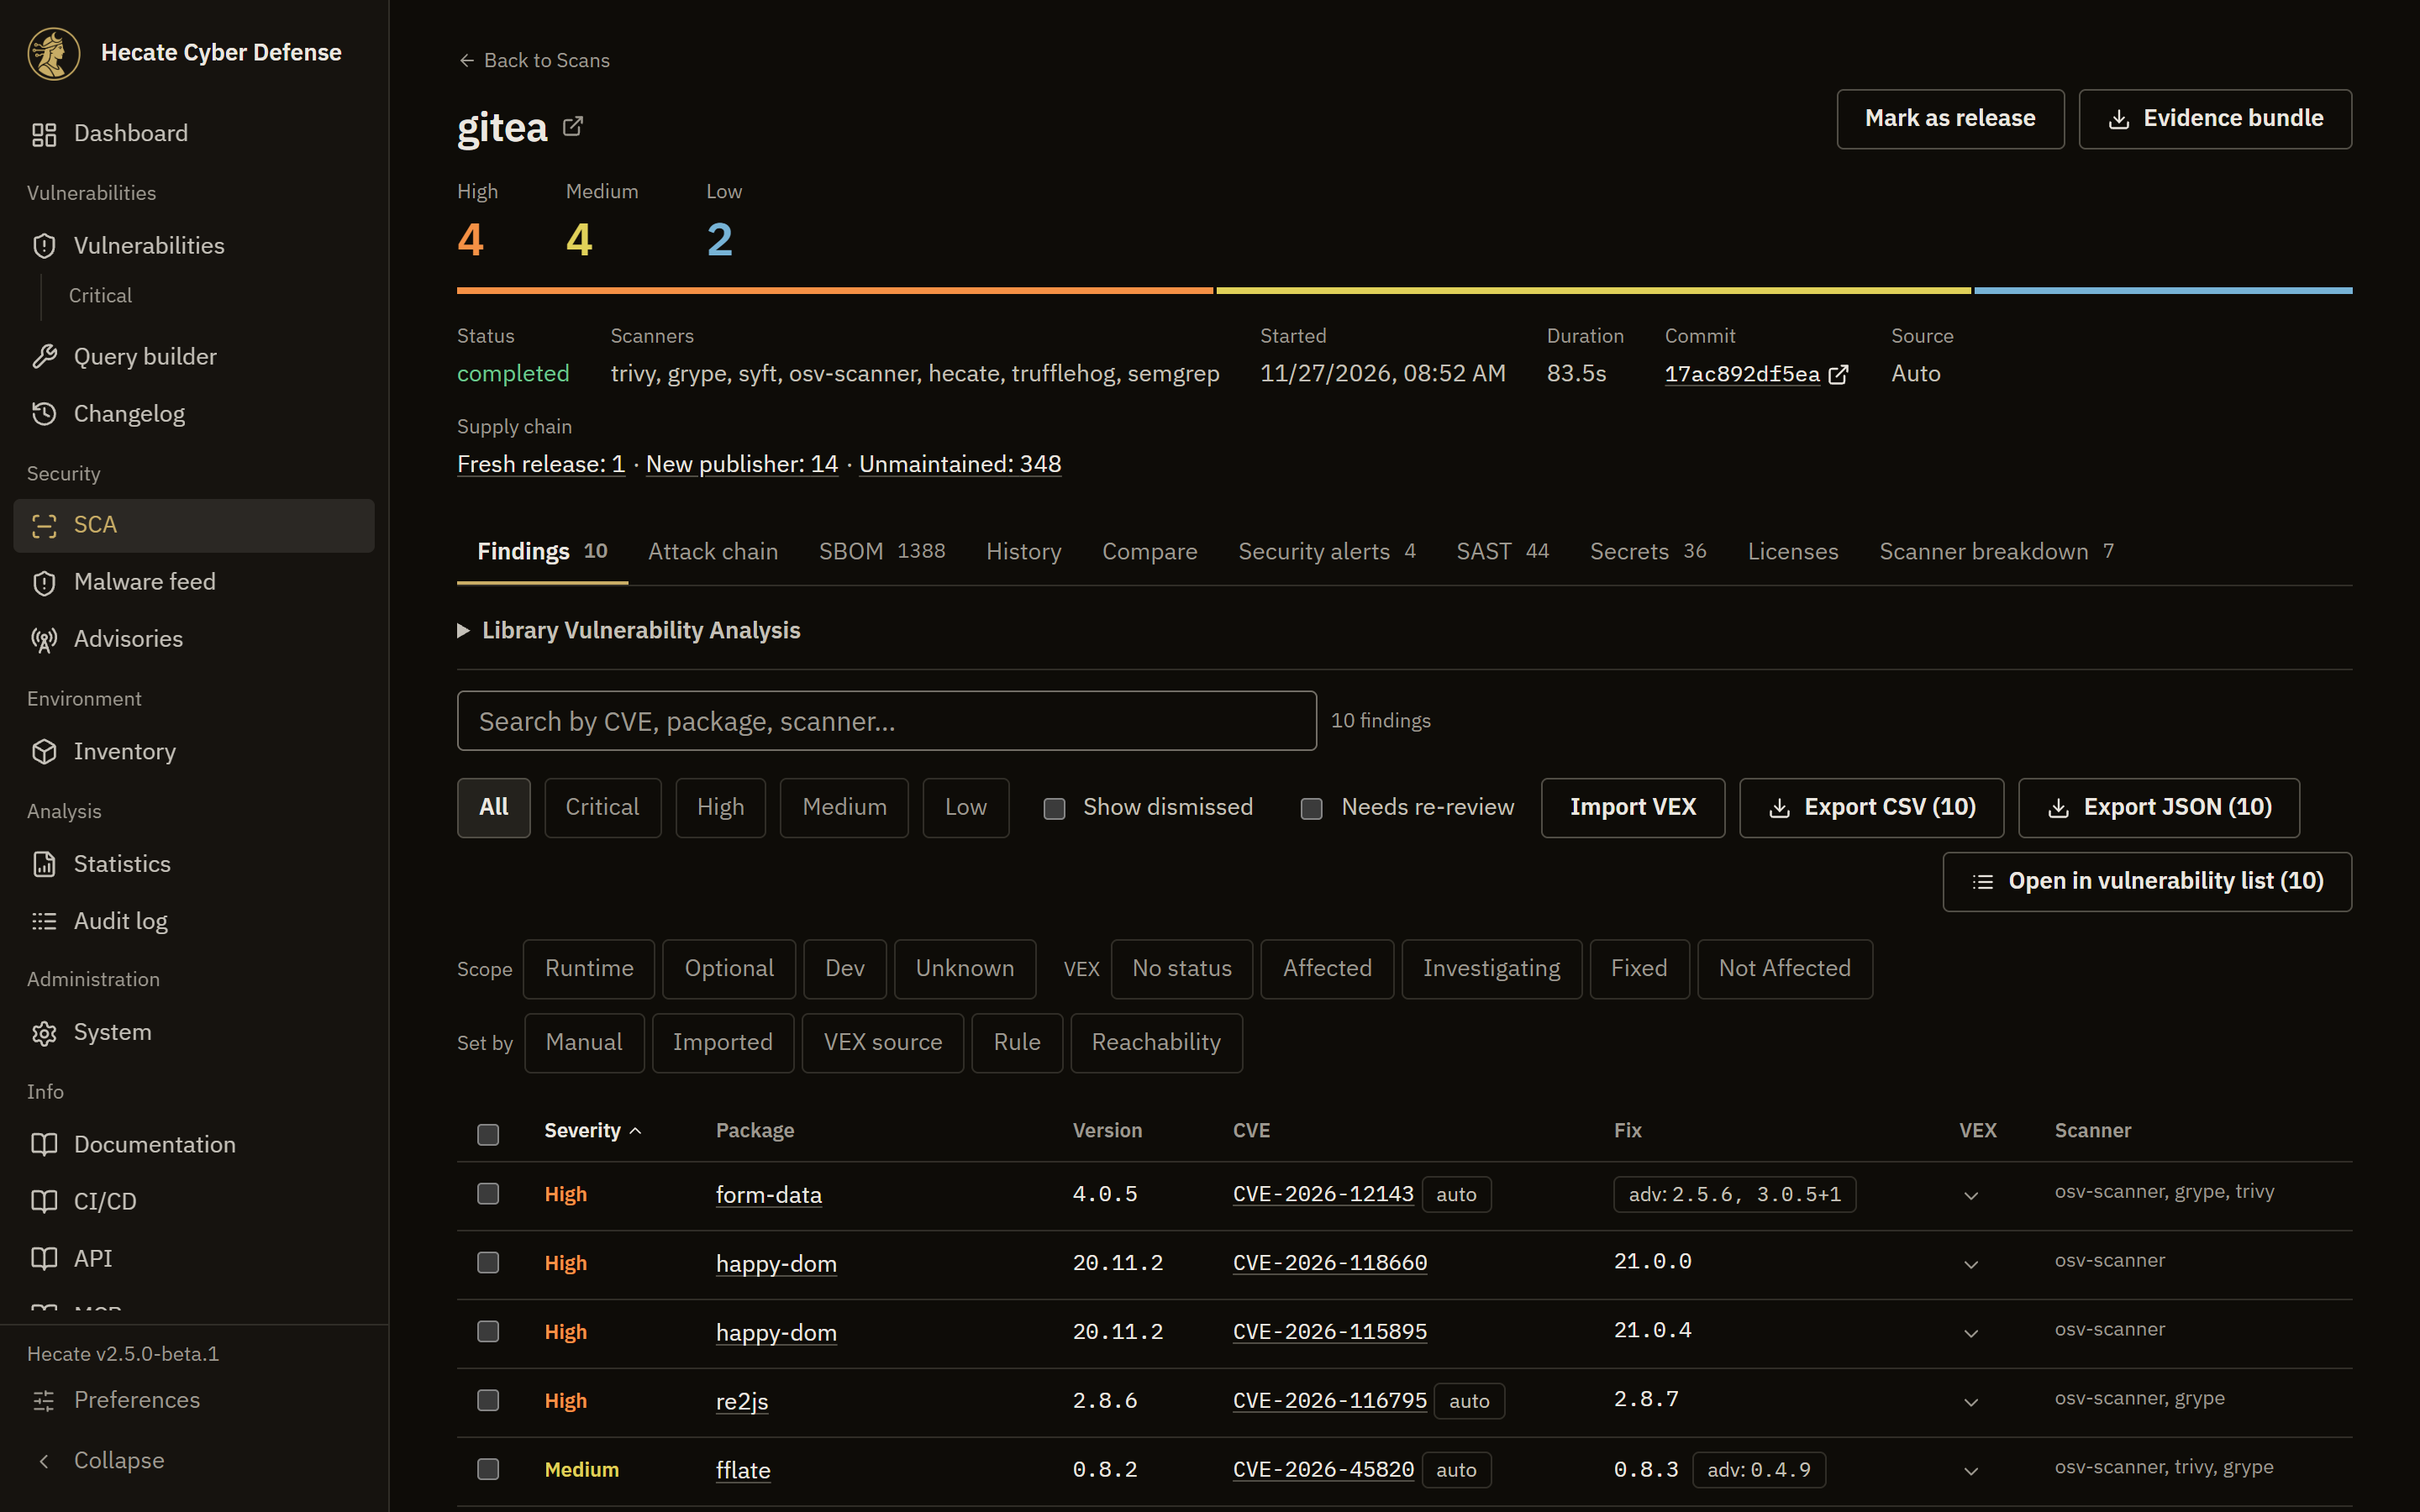 Hecate Cyber Defense
Dashboard
Vulnerabilities
Vulnerabilities
Critical
Query builder
Changelog
Security
SCA
Malware feed
Advisories
Environment
Inventory
Analysis
Statistics
Audit log
Administration
System
Info
Documentation
CI/CD
API
Hecate v2.5.0-beta.1
Preferences
Collapse
Back to Scans
gitea
Mark as release
Evidence bundle
High Medium Low
4 4 2
Status Scanners Started Duration Commit Source
completed trivy, grype, syft, osv-scanner, hecate, trufflehog, semgrep 11/27/2026, 08:52 AM 83.5s 17ac892df5ea Auto
Supply chain
Fresh release: 1 · New publisher: 14 · Unmaintained: 348
Findings 10 Attack chain SBOM 1388 History Compare Security alerts 4 SAST 44 Secrets 36 Licenses Scanner breakdown 7
Library Vulnerability Analysis
Search by CVE, package, scanner... 10 findings
All Critical High Medium Low Show dismissed Needs re-review Import VEX Export CSV (10) Export JSON (10)
Open in vulnerability list (10)
Scope Runtime Optional Dev Unknown VEX No status Affected Investigating Fixed Not Affected
Set by Manual Imported VEX source Rule Reachability
Severity Package Version CVE Fix VEX Scanner
High form-data 4.0.5 CVE-2026-12143 auto adv: 2.5.6, 3.0.5+1 osv-scanner, grype, trivy
High happy-dom 20.11.2 CVE-2026-118660 21.0.0 osv-scanner
High happy-dom 20.11.2 CVE-2026-115895 21.0.4 osv-scanner
High re2js 2.8.6 CVE-2026-116795 auto 2.8.7 osv-scanner, grype
Medium fflate 0.8.2 CVE-2026-45820 auto 0.8.3 adv: 0.4.9 osv-scanner, trivy, grype